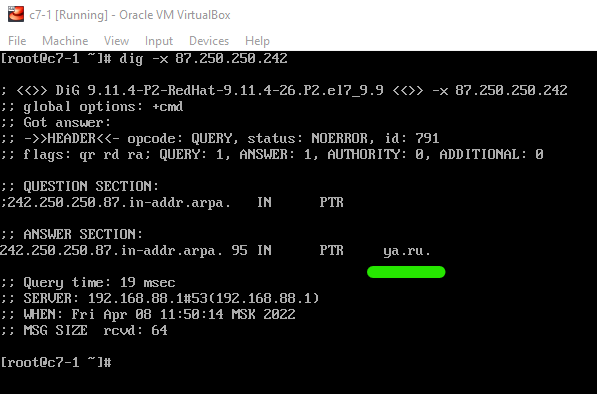 c7-1 [Running] - Oracle VM VirtualBox
File Machine View Input Devices Help
[root@c7-1 ~]# dig -x 87.250.250.242
; <<>> DiG 9.11.4-P2-RedHat-9.11.4-26.P2.el7_9.9 <<>> -x 87.250.250.242
;; global options: +cmd
;; Got answer:
;; ->>HEADER<<- opcode: QUERY, status: NOERROR, id: 791
;; flags: qr rd ra; QUERY: 1, ANSWER: 1, AUTHORITY: 0, ADDITIONAL: 0
;; QUESTION SECTION:
;242.250.250.87.in-addr.arpa. IN PTR
;; ANSWER SECTION:
242.250.250.87.in-addr.arpa. 95 IN PTR ya.ru.
;; Query time: 19 msec
;; SERVER: 192.168.88.1#53(192.168.88.1)
;; WHEN: Fri Apr 08 11:50:14 MSK 2022
;; MSG SIZE rcvd: 64
[root@c7-1 ~]#